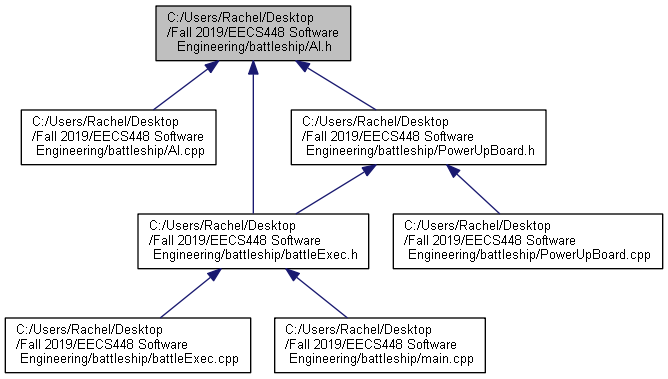 C:/Users/Rachel/Desktop
/Fall 2019/EECS448 Software
Engineering/battleship/AI.h
C:/Users/Rachel/Desktop
/Fall 2019/EECS448 Software
Engineering/battleship/AI.cpp
C:/Users/Rachel/Desktop
/Fall 2019/EECS448 Software
Engineering/battleship/PowerUpBoard.h
C:/Users/Rachel/Desktop
/Fall 2019/EECS448 Software
Engineering/battleship/battleExec.h
C:/Users/Rachel/Desktop
/Fall 2019/EECS448 Software
Engineering/battleship/PowerUpBoard.cpp
C:/Users/Rachel/Desktop
/Fall 2019/EECS448 Software
Engineering/battleship/battleExec.cpp
C:/Users/Rachel/Desktop
/Fall 2019/EECS448 Software
Engineering/battleship/main.cpp